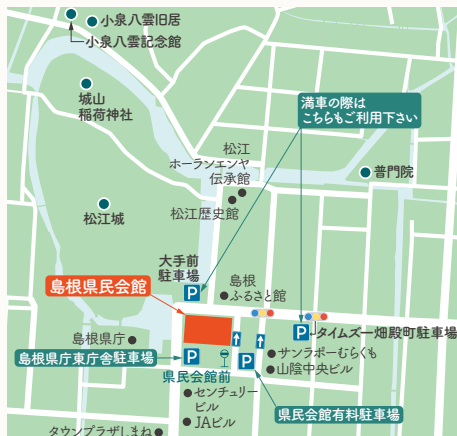 小泉八雲旧居
小泉八雲記念館
城山
稲荷神社
満車の際は
こちらもご利用下さい
松江
ホーランエンヤ
伝承館
普門院
松江城
松江歴史館
大手前
駐車場
P
島根県民会館
島根
ふるさと館
島根県庁
P
タイムズ一畑殿町駐車場
島根県庁東庁舎駐車場
P
P
サンラポーむらくも
山陰中央ビル
県民会館前
センチュリー
ビル
JAビル
県民会館有料駐車場
タウンプラザしまね